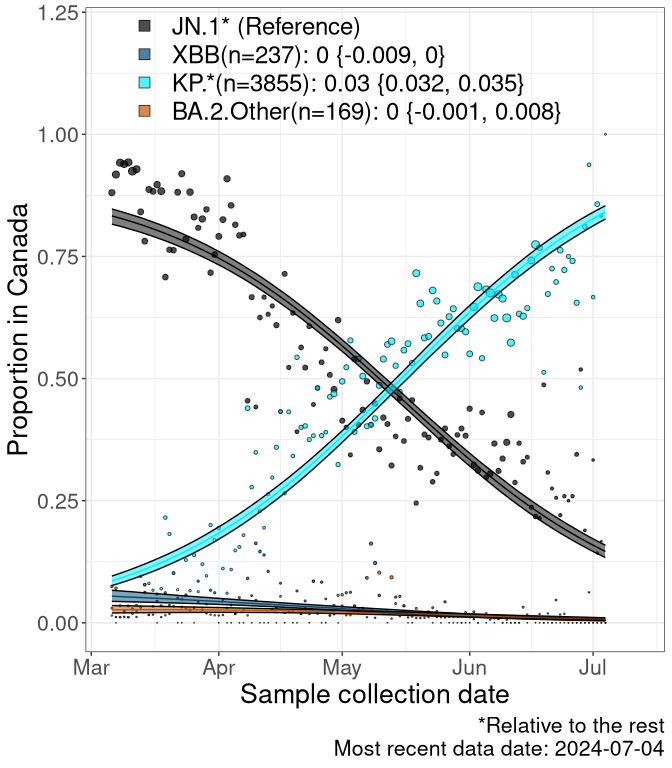 JN.1* (Reference)
XBB(n=237): 0 {-0.009, 0}
KP.*(n=3855): 0.03 {0.032, 0.035}
BA.2.Other(n=169): 0 {-0.001, 0.008}
Proportion in Canada
1.25
1.00
0.75
0.50
0.25
0.00
Mar Apr May Jun Jul
Sample collection date
*Relative to the rest
Most recent data date: 2024-07-04